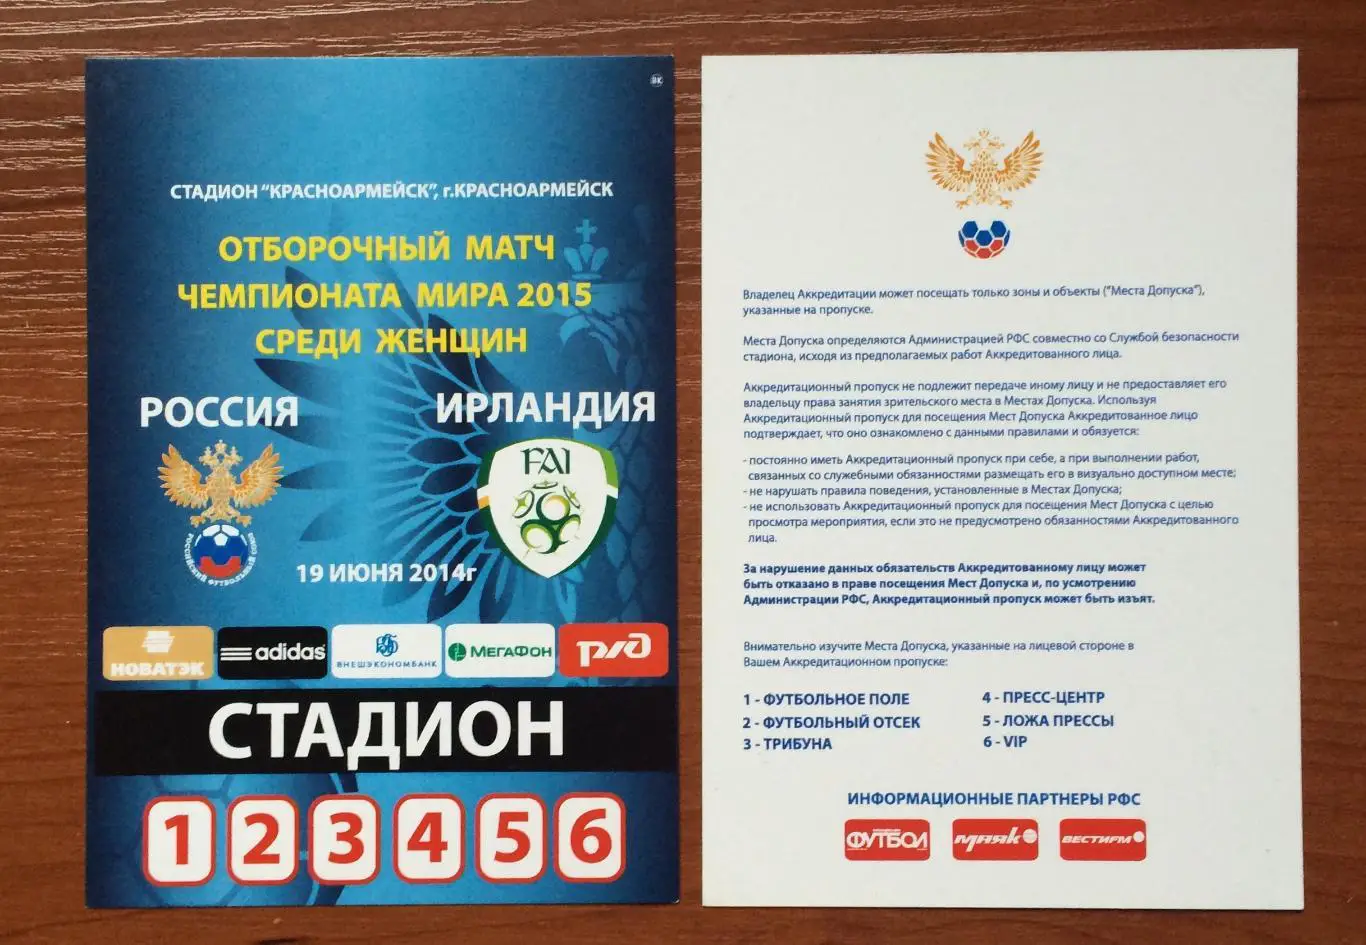 ВК
СТАДИОН "КРАСНОАРМЕЙСК", г.КРАСНОАРМЕЙСК
ОТБОРОЧНЫЙ МАТЧ
ЧЕМПИОНАТА МИРА 2015
СРЕДИ ЖЕНЩИН
РОССИЯ
ИРЛАНДИЯ
FAI
РОССИЙСКИЙ ФУТБОЛЬНЫЙ СОЮЗ
19 ИЮНЯ 2014г
НОВАТЭК
adidas
ВНЕШЭКОНОМБАНК
МЕГАФОН
РЖД
СТАДИОН
1 2 3 4 5 6
Владелец Аккредитации может посещать только зоны и объекты ("Места Допуска"),
указанные на пропуске.
Места Допуска определяются Администрацией РФС совместно со Службой безопасности
стадиона, исходя из предполагаемых работ Аккредитованного лица.
Аккредитационный пропуск не подлежит передаче иному лицу и не предоставляет его
владельцу права занятия зрительского места в Местах Допуска. Используя
Аккредитационный пропуск для посещения Мест Допуска Аккредитованное лицо
подтверждает, что оно ознакомлено с данными правилами и обязуется:
- постоянно иметь Аккредитационный пропуск при себе, а при выполнении работ,
связанных со служебными обязанностями размещать его в визуально доступном месте;
- не нарушать правила поведения, установленные в Местах Допуска;
- не использовать Аккредитационный пропуск для посещения Мест Допуска с целью
просмотра мероприятия, если это не предусмотрено обязанностями Аккредитованного
лица.
За нарушение данных обязательств Аккредитованному лицу может
быть отказано в праве посещения Мест Допуска и, по усмотрению
Администрации РФС, Аккредитационный пропуск может быть изъят.
Внимательно изучите Места Допуска, указанные на лицевой стороне в
Вашем Аккредитационном пропуске:
1 - ФУТБОЛЬНОЕ ПОЛЕ
2 - ФУТБОЛЬНЫЙ ОТСЕК
3 - ТРИБУНА
4 - ПРЕСС-ЦЕНТР
5 - ЛОЖА ПРЕССЫ
6 - VIP
ИНФОРМАЦИОННЫЕ ПАРТНЕРЫ РФС
ФУТБОЛ
МАЯК
ВЕСТИFM